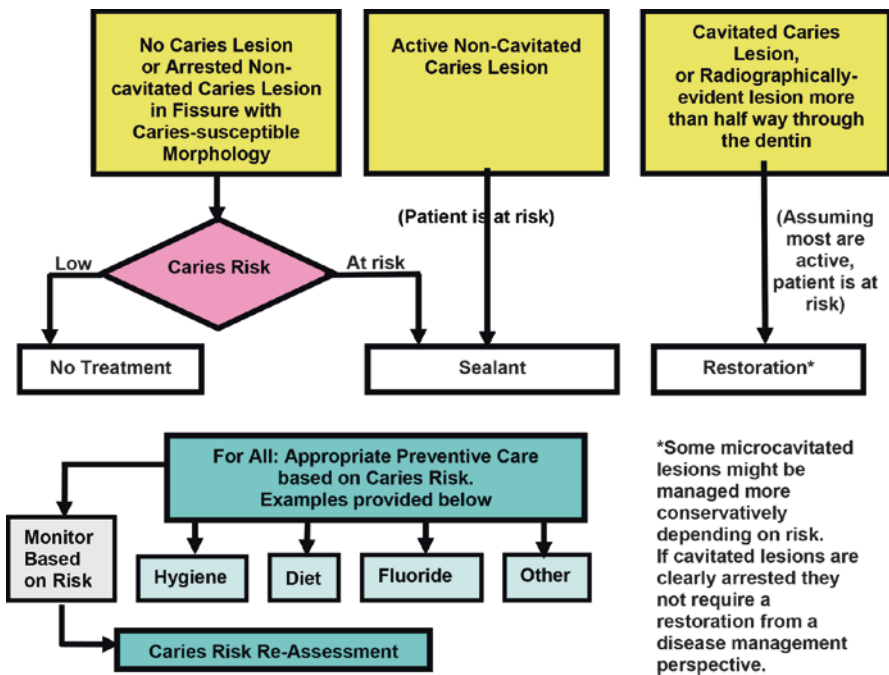 No Caries Lesion
or Arrested Non-
cavitated Caries Lesion
in Fissure with
Caries-susceptible
Morphology
Active Non-Cavitated
Caries Lesion
Cavitated Caries
Lesion,
or Radiographically-
evident lesion more
than half way through
the dentin
(Patient is at risk)
(Assuming
most are
active,
patient is at
risk)
Low
Caries Risk
At risk
No Treatment
Sealant
Restoration*
For All: Appropriate Preventive Care
based on Caries Risk.
Examples provided below
Monitor
Based
on Risk
Hygiene
Diet
Fluoride
Other
Caries Risk Re-Assessment
*Some microcavitated
lesions might be
managed more
conservatively
depending on risk.
If cavitated lesions are
clearly arrested they
not require a
restoration from a
disease management
perspective.